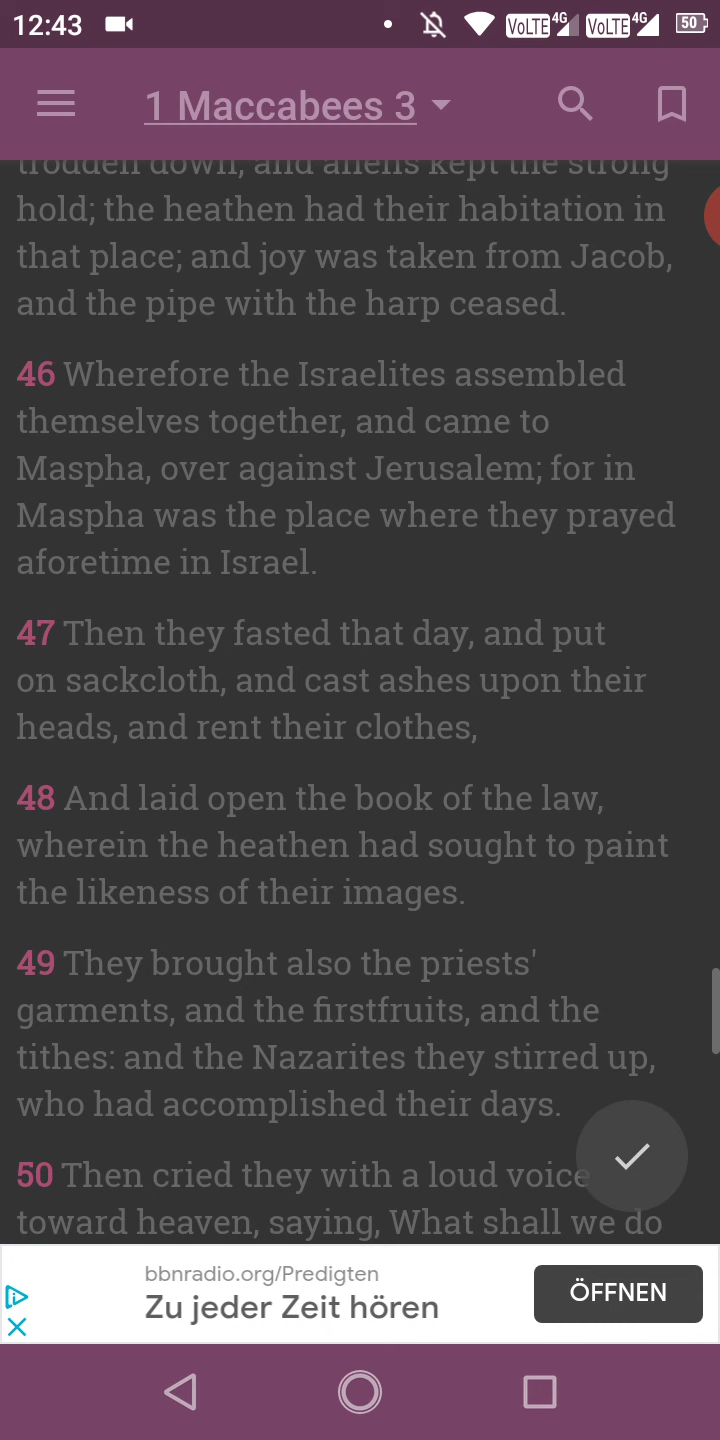 12:43
VoLTE 4G VoLTE 4G 50
1 Maccabees 3
trodden down, and aliens kept the strong
hold; the heathen had their habitation in
that place; and joy was taken from Jacob,
and the pipe with the harp ceased.
46 Wherefore the Israelites assembled
themselves together, and came to
Maspha, over against Jerusalem; for in
Maspha was the place where they prayed
aforetime in Israel.
47 Then they fasted that day, and put
on sackcloth, and cast ashes upon their
heads, and rent their clothes,
48 And laid open the book of the law,
wherein the heathen had sought to paint
the likeness of their images.
49 They brought also the priests'
garments, and the firstfruits, and the
tithes: and the Nazarites they stirred up,
who had accomplished their days.
50 Then cried they with a loud voice
toward heaven, saying, What shall we do
bbnradio.org/Predigten
Zu jeder Zeit hören
ÖFFNEN